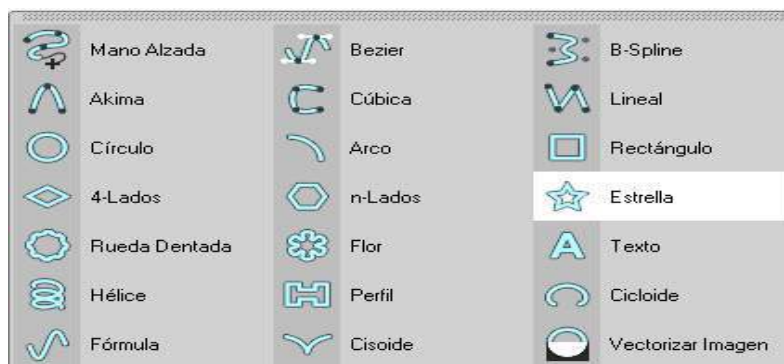 Mano Alzada Bezier B-Spline
Akima Cúbica Lineal
Círculo Arco Rectángulo
4-Lados n-Lados Estrella
Rueda Dentada Flor Texto
Hélice Perfil Cicloide
Fórmula Cisoide Vectorizar Imagen